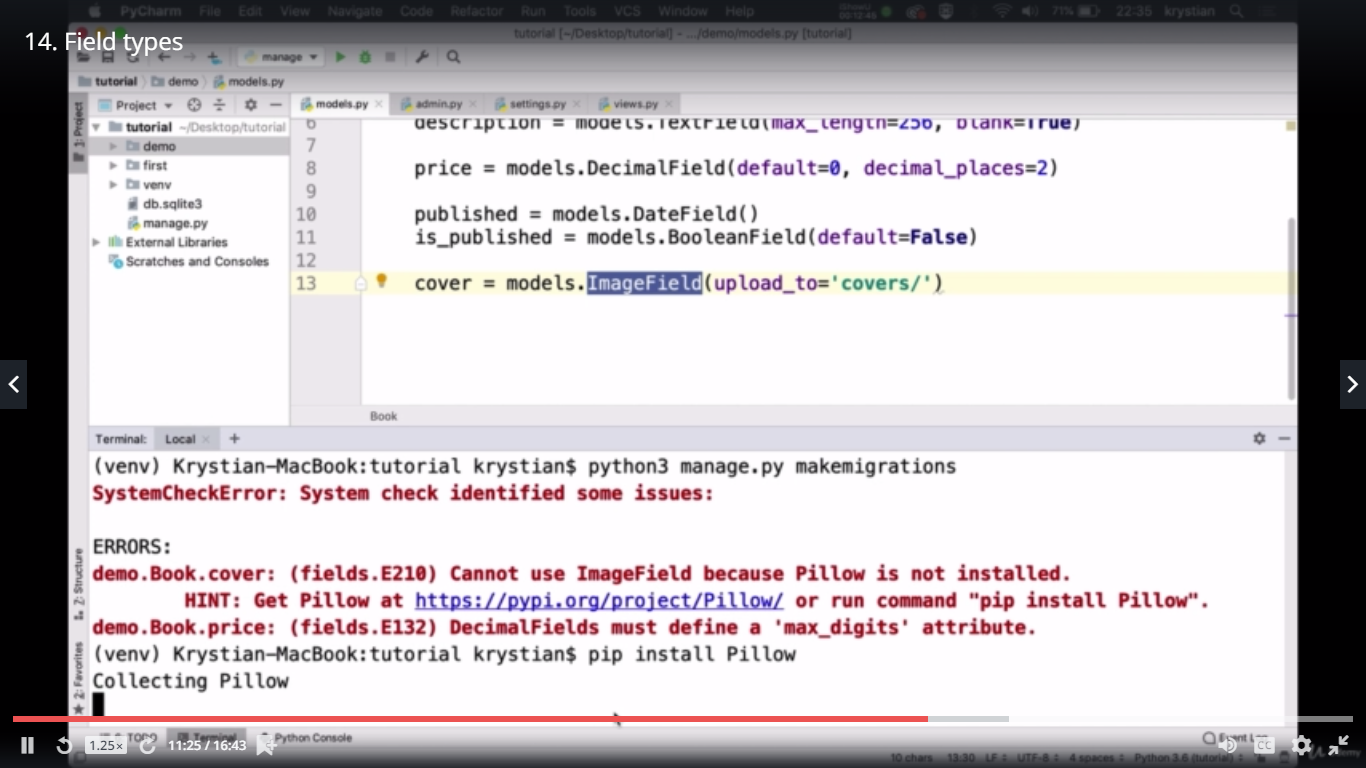 PyCharm File Edit View Navigate Code Refactor Run Tools VCS Window Help 00:12:45 71% 22:35 krystian
14. Field types
tutorial [~/Desktop/tutorial] - .../demo/models.py [tutorial]
manage
tutorial demo models.py
1: Project
Project
models.py admin.py settings.py views.py
tutorial ~/Desktop/tutorial
demo
first
venv
db.sqlite3
manage.py
External Libraries
Scratches and Consoles
6 description = models.TextField(max_length=256, blank=True)
7
8 price = models.DecimalField(default=0, decimal_places=2)
9
10 published = models.DateField()
11 is_published = models.BooleanField(default=False)
12
13 cover = models.ImageField(upload_to='covers/')
Book
Terminal: Local +
(venv) Krystian-MacBook:tutorial krystian$ python3 manage.py makemigrations
SystemCheckError: System check identified some issues:
ERRORS:
demo.Book.cover: (fields.E210) Cannot use ImageField because Pillow is not installed.
HINT: Get Pillow at https://pypi.org/project/Pillow/ or run command "pip install Pillow".
demo.Book.price: (fields.E132) DecimalFields must define a 'max_digits' attribute.
(venv) Krystian-MacBook:tutorial krystian$ pip install Pillow
Collecting Pillow
Z: Structure
2: Favorites
6: TODO Terminal Python Console Event Log
1.25x 11:25 / 16:43 CC
10 chars 13:30 LF UTF-8 4 spaces Python 3.6 (tutorial)